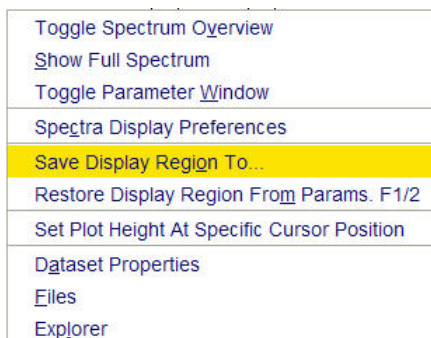 Toggle Spectrum Overview
Show Full Spectrum
Toggle Parameter Window
Spectra Display Preferences
Save Display Region To...
Restore Display Region From Params. F1/2
Set Plot Height At Specific Cursor Position
Dataset Properties
Files
Explorer